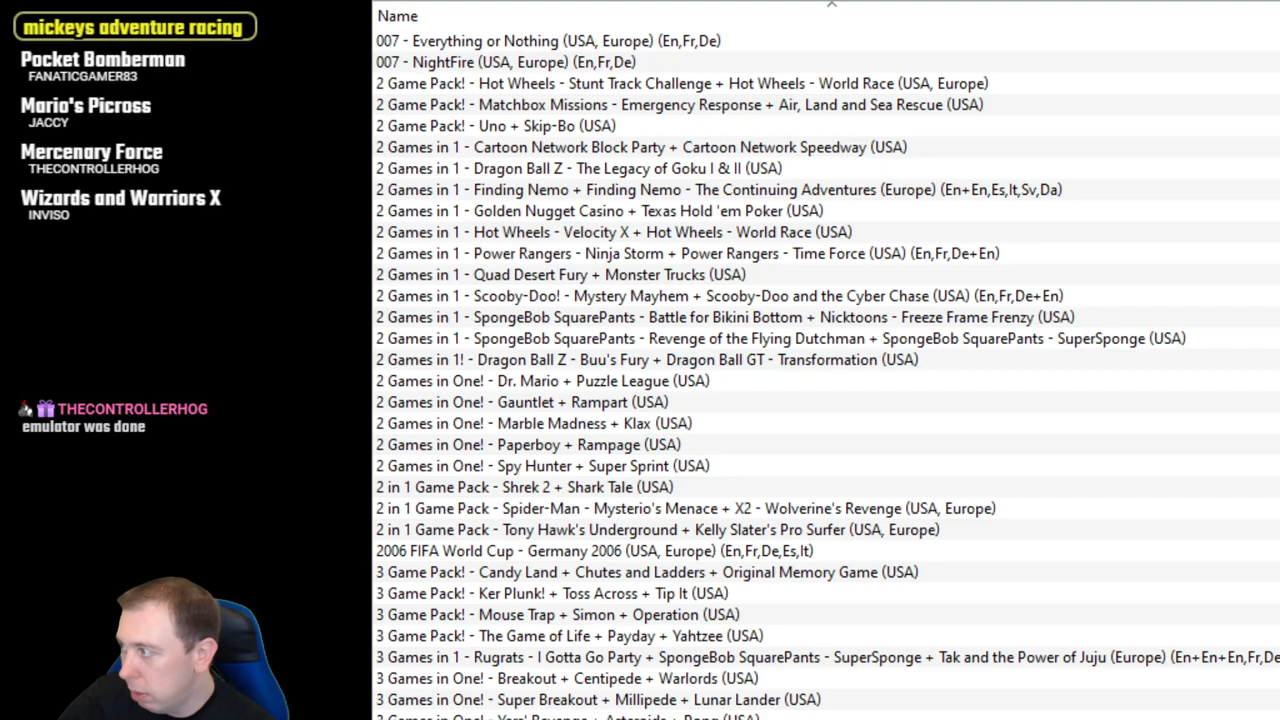 mickeys adventure racing
Pocket Bomberman
FANATICGAMER83
Mario's Picross
JACCY
Mercenary Force
THECONTROLLERHOG
Wizards and Warriors X
INVISO
THECONTROLLERHOG
emulator was done
Name
007 - Everything or Nothing (USA, Europe) (En,Fr,De)
007 - NightFire (USA, Europe) (En,Fr,De)
2 Game Pack! - Hot Wheels - Stunt Track Challenge + Hot Wheels - World Race (USA, Europe)
2 Game Pack! - Matchbox Missions - Emergency Response + Air, Land and Sea Rescue (USA)
2 Game Pack! - Uno + Skip-Bo (USA)
2 Games in 1 - Cartoon Network Block Party + Cartoon Network Speedway (USA)
2 Games in 1 - Dragon Ball Z - The Legacy of Goku I & II (USA)
2 Games in 1 - Finding Nemo + Finding Nemo - The Continuing Adventures (Europe) (En+En,Es,It,Sv,Da)
2 Games in 1 - Golden Nugget Casino + Texas Hold 'em Poker (USA)
2 Games in 1 - Hot Wheels - Velocity X + Hot Wheels - World Race (USA)
2 Games in 1 - Power Rangers - Ninja Storm + Power Rangers - Time Force (USA) (En,Fr,De+En)
2 Games in 1 - Quad Desert Fury + Monster Trucks (USA)
2 Games in 1 - Scooby-Doo! - Mystery Mayhem + Scooby-Doo and the Cyber Chase (USA) (En,Fr,De+En)
2 Games in 1 - SpongeBob SquarePants - Battle for Bikini Bottom + Nicktoons - Freeze Frame Frenzy (USA)
2 Games in 1 - SpongeBob SquarePants - Revenge of the Flying Dutchman + SpongeBob SquarePants - SuperSponge (USA)
2 Games in 1! - Dragon Ball Z - Buu's Fury + Dragon Ball GT - Transformation (USA)
2 Games in One! - Dr. Mario + Puzzle League (USA)
2 Games in One! - Gauntlet + Rampart (USA)
2 Games in One! - Marble Madness + Klax (USA)
2 Games in One! - Paperboy + Rampage (USA)
2 Games in One! - Spy Hunter + Super Sprint (USA)
2 in 1 Game Pack - Shrek 2 + Shark Tale (USA)
2 in 1 Game Pack - Spider-Man - Mysterio's Menace + X2 - Wolverine's Revenge (USA, Europe)
2 in 1 Game Pack - Tony Hawk's Underground + Kelly Slater's Pro Surfer (USA, Europe)
2006 FIFA World Cup - Germany 2006 (USA, Europe) (En,Fr,De,Es,It)
3 Game Pack! - Candy Land + Chutes and Ladders + Original Memory Game (USA)
3 Game Pack! - Ker Plunk! + Toss Across + Tip It (USA)
3 Game Pack! - Mouse Trap + Simon + Operation (USA)
3 Game Pack! - The Game of Life + Payday + Yahtzee (USA)
3 Games in 1 - Rugrats - I Gotta Go Party + SpongeBob SquarePants - SuperSponge + Tak and the Power of Juju (Europe) (En+En+En,Fr,De
3 Games in One! - Breakout + Centipede + Warlords (USA)
3 Games in One! - Super Breakout + Millipede + Lunar Lander (USA)
3 Games in One! - Yars' Revenge + Asteroids + Pong (USA)